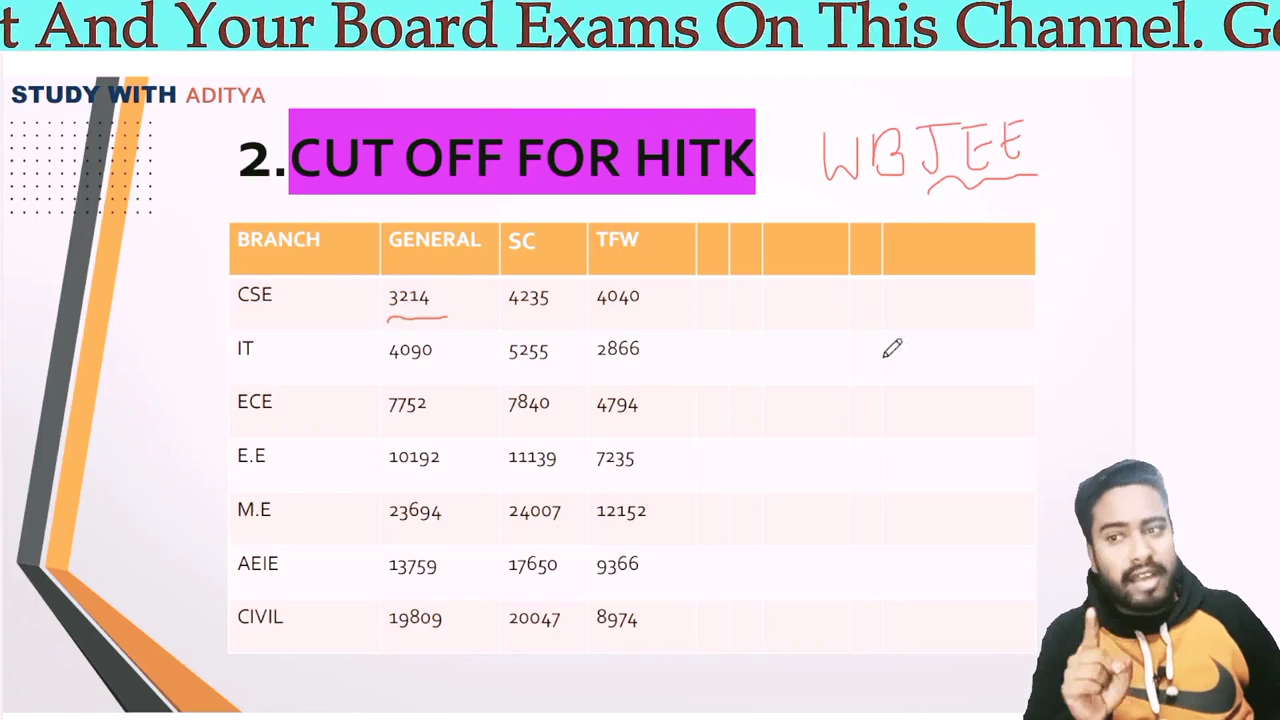 t And Your Board Exams On This Channel. G
STUDY WITH ADITYA
2.CUT OFF FOR HITK
WBJEE
BRANCH GENERAL SC TFW
CSE 3214 4235 4040
IT 4090 5255 2866
ECE 7752 7840 4794
E.E 10192 11139 7235
M.E 23694 24007 12152
AEIE 13759 17650 9366
CIVIL 19809 20047 8974